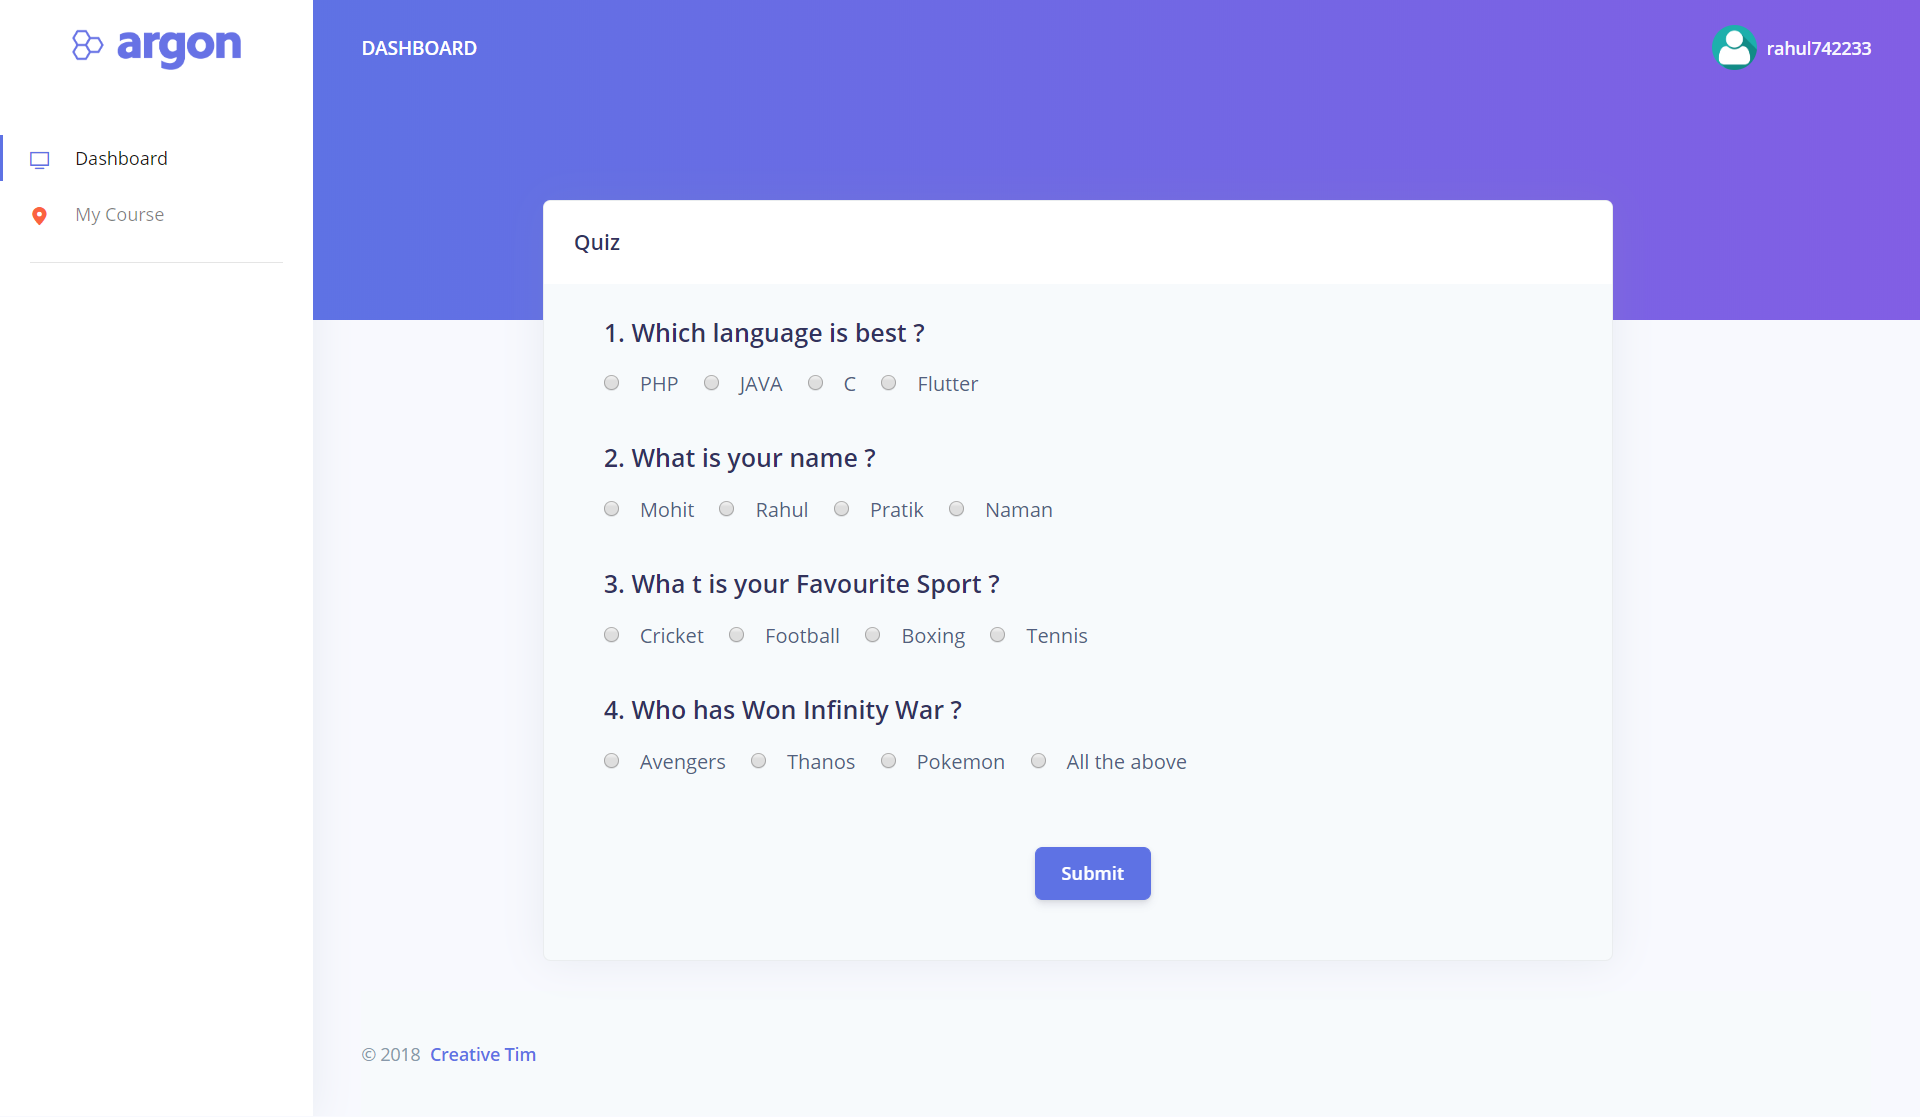 argon
DASHBOARD
rahul742233
Dashboard
My Course
Quiz
1. Which language is best ?
PHP JAVA C Flutter
2. What is your name ?
Mohit Rahul Pratik Naman
3. Wha t is your Favourite Sport ?
Cricket Football Boxing Tennis
4. Who has Won Infinity War ?
Avengers Thanos Pokemon All the above
Submit
© 2018 Creative Tim